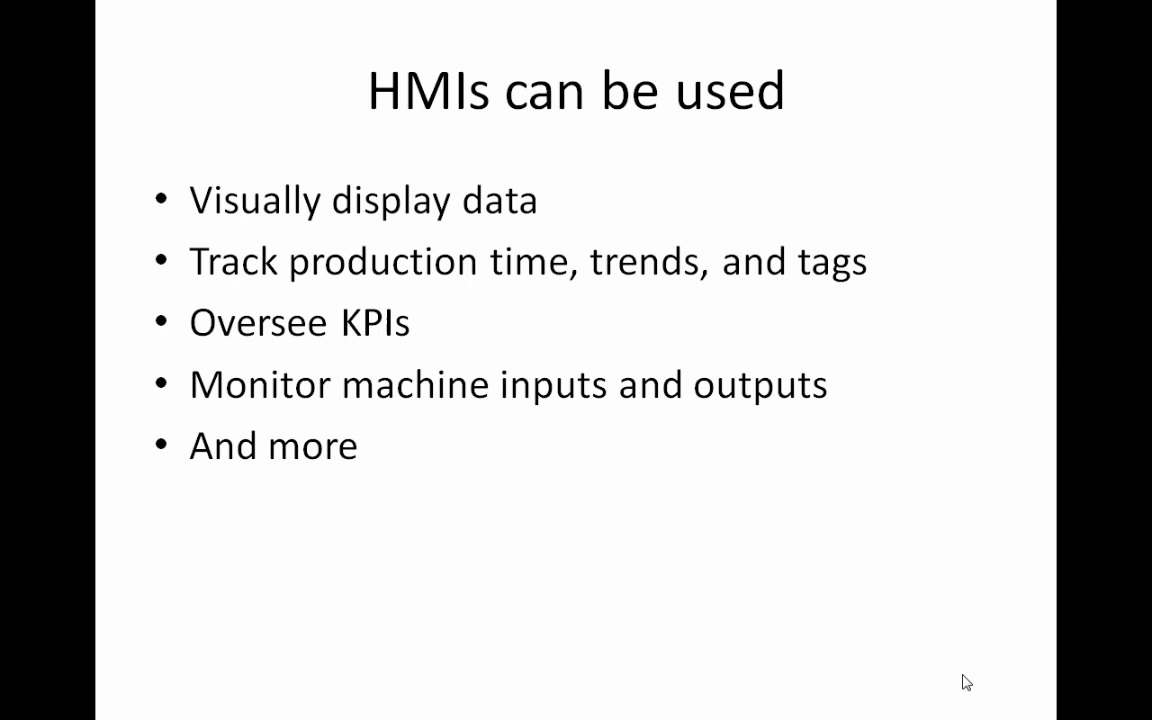 HMIs can be used
• Visually display data
• Track production time, trends, and tags
• Oversee KPIs
• Monitor machine inputs and outputs
• And more